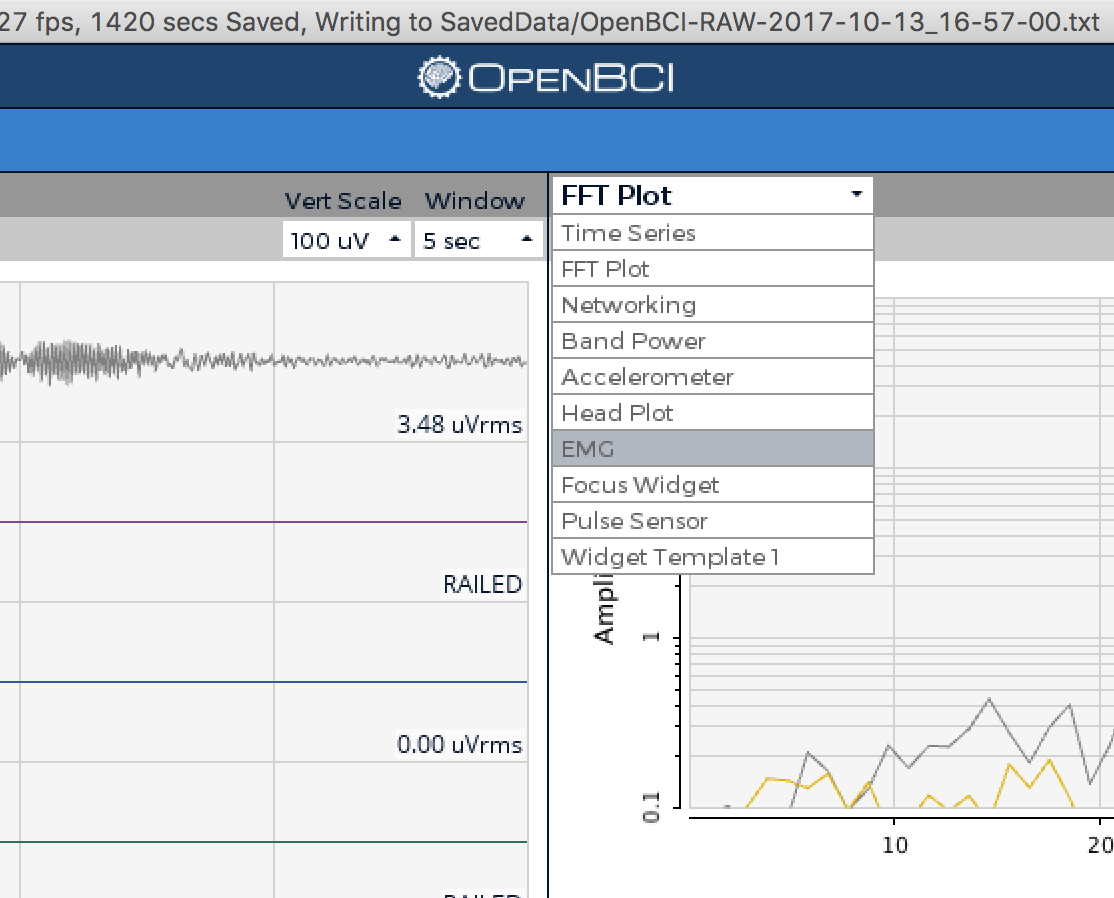 27 fps, 1420 secs Saved, Writing to SavedData/OpenBCI-RAW-2017-10-13_16-57-00.txt
OPENBCI
Vert Scale Window
100 uV 5 sec
3.48 uVrms
RAILED
0.00 uVrms
RAILED
FFT Plot
Time Series
FFT Plot
Networking
Band Power
Accelerometer
Head Plot
EMG
Focus Widget
Pulse Sensor
Widget Template 1
Ampli
1
0.1
10 20